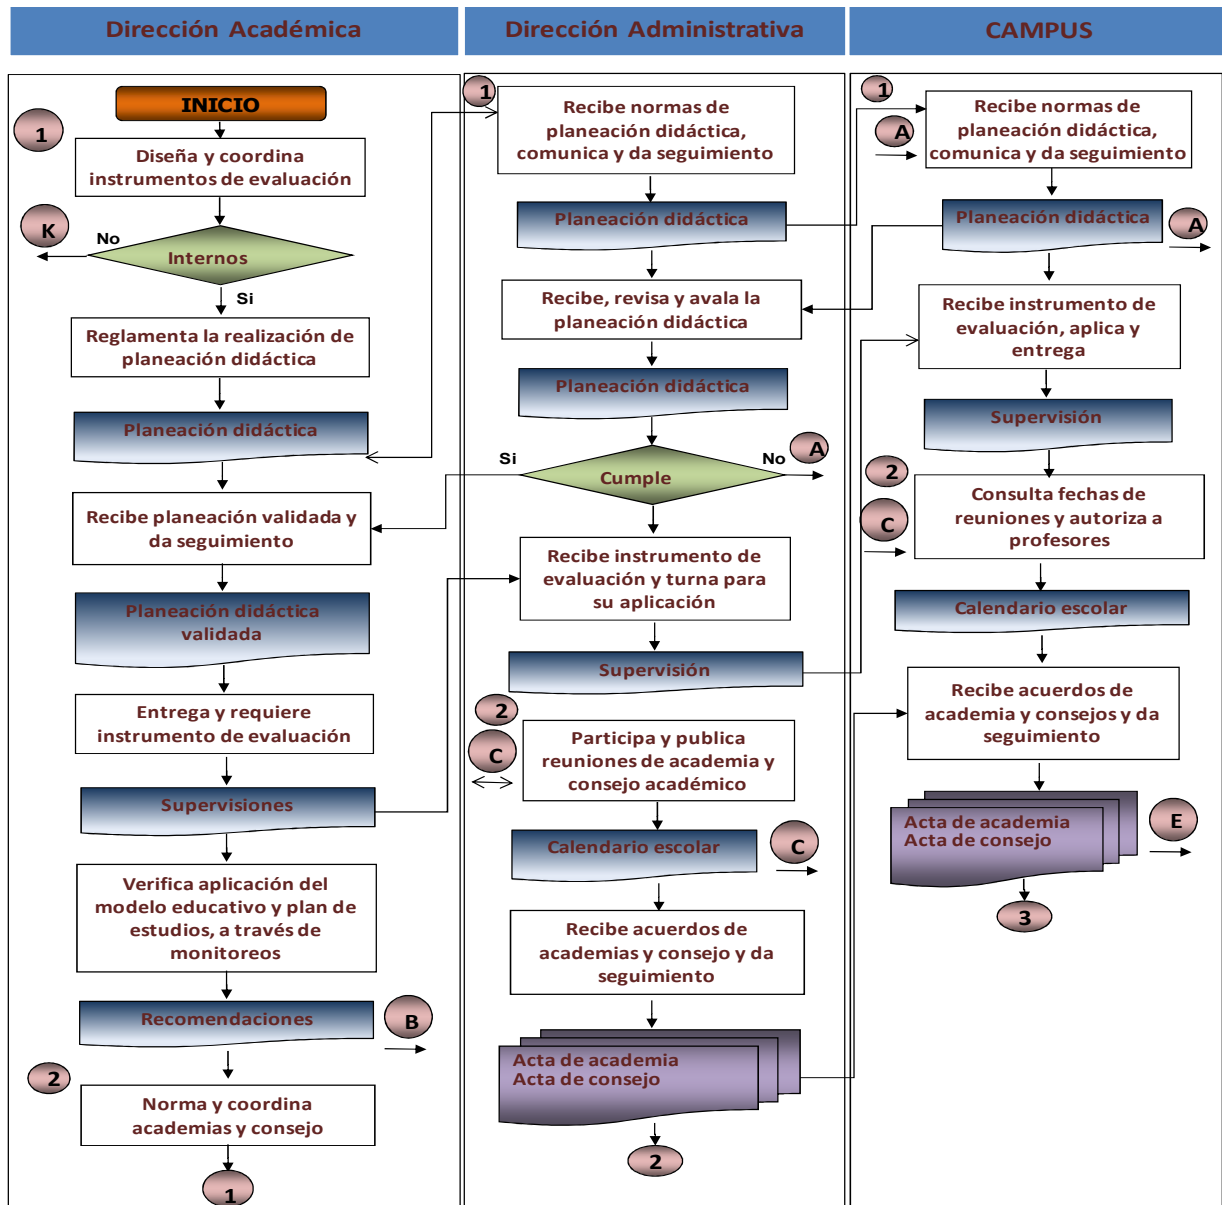 Dirección Académica
INICIO
1
Diseña y coordina
instrumentos de evaluación
K
No
Internos
Si
Reglamenta la realización de
planeación didáctica
Planeación didáctica
Recibe planeación validada y
da seguimiento
Planeación didáctica
validada
Entrega y requiere
instrumento de evaluación
Supervisiones
Verifica aplicación del
modelo educativo y plan de
estudios, a través de
monitoreos
Recomendaciones
B
2
Norma y coordina
academias y consejo
1
Dirección Administrativa
1
Recibe normas de
planeación didáctica,
comunica y da seguimiento
Planeación didáctica
Recibe, revisa y avala la
planeación didáctica
Planeación didáctica
Si
No
A
Cumple
Recibe instrumento de
evaluación y turna para
su aplicación
Supervisión
2
C
Participa y publica
reuniones de academia y
consejo académico
Calendario escolar
C
Recibe acuerdos de
academias y consejo y da
seguimiento
Acta de academia
Acta de consejo
2
CAMPUS
1
A
Recibe normas de
planeación didáctica,
comunica y da seguimiento
Planeación didáctica
A
Recibe instrumento de
evaluación, aplica y
entrega
Supervisión
2
C
Consulta fechas de
reuniones y autoriza a
profesores
Calendario escolar
Recibe acuerdos de
academia y consejos y da
seguimiento
Acta de academia
Acta de consejo
E
3